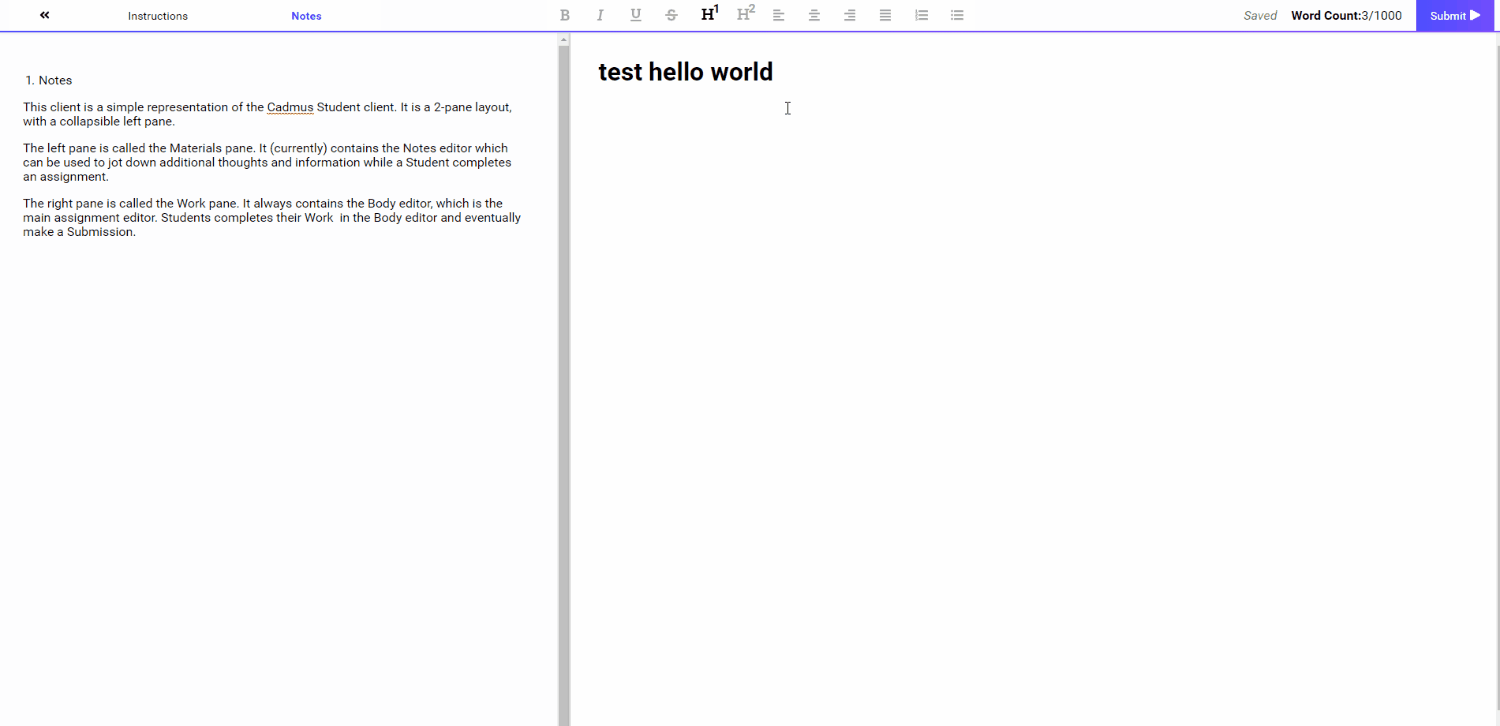 Instructions Notes B I U S H1 H2 Saved Word Count:3/1000 Submit
1. Notes
This client is a simple representation of the Cadmus Student client. It is a 2-pane layout,
with a collapsible left pane.
The left pane is called the Materials pane. It (currently) contains the Notes editor which
can be used to jot down additional thoughts and information while a Student completes
an assignment.
The right pane is called the Work pane. It always contains the Body editor, which is the
main assignment editor. Students completes their Work  in the Body editor and eventually
make a Submission.
test hello world